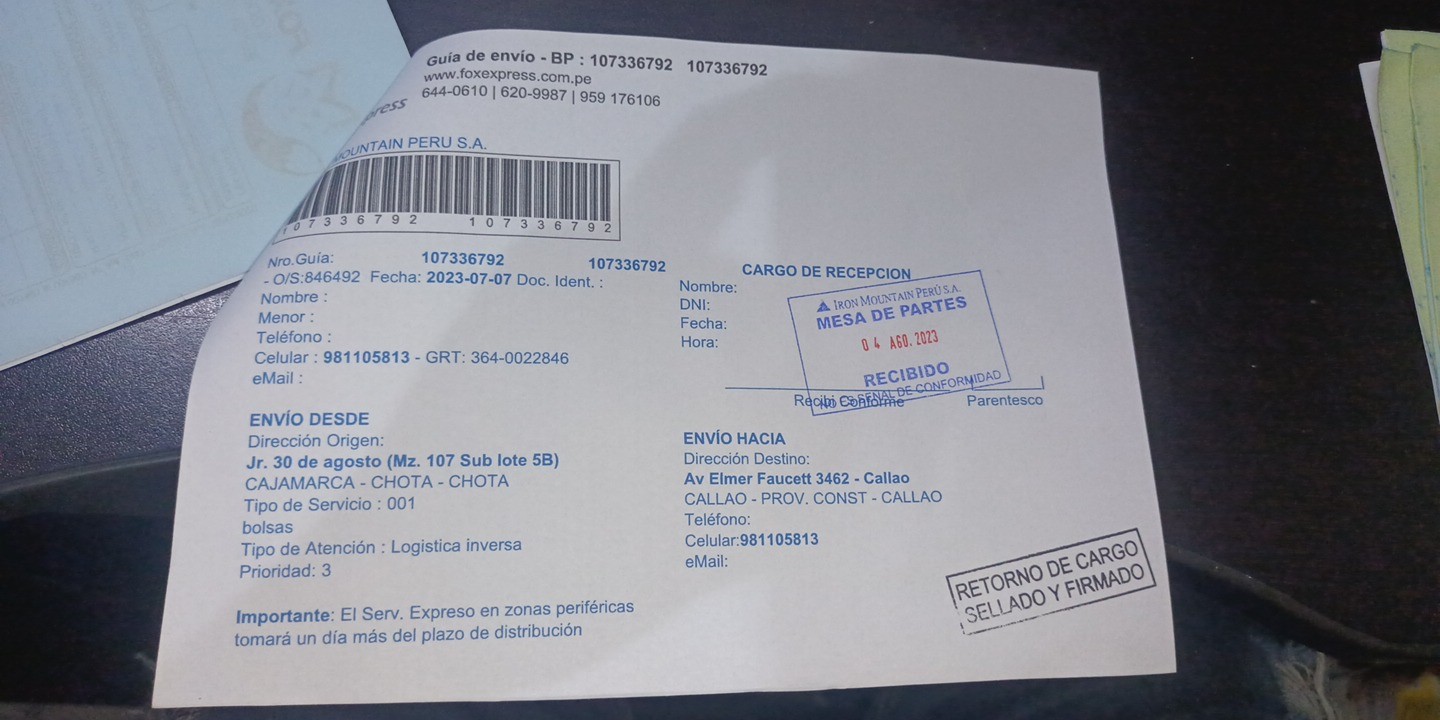 Guía de envío - BP : 107336792 107336792
www.foxexpress.com.pe
644-0610 | 620-9987 | 959 176106
press
MOUNTAIN PERU S.A.
107336792 107336792
Nro.Guía: 107336792 107336792
- O/S:846492 Fecha: 2023-07-07 Doc. Ident. :
Nombre :
Menor :
Teléfono :
Celular : 981105813 - GRT: 364-0022846
eMail :
CARGO DE RECEPCION
Nombre:
DNI:
Fecha:
Hora:
IRON MOUNTAIN PERÚ S.A.
MESA DE PARTES
04 AGO. 2023
RECIBIDO
NO ES SEÑAL DE CONFORMIDAD
Recibi Conforme Parentesco
ENVÍO DESDE
Dirección Origen:
Jr. 30 de agosto (Mz. 107 Sub lote 5B)
CAJAMARCA - CHOTA - CHOTA
Tipo de Servicio : 001
bolsas
Tipo de Atención : Logistica inversa
Prioridad: 3
ENVÍO HACIA
Dirección Destino:
Av Elmer Faucett 3462 - Callao
CALLAO - PROV. CONST - CALLAO
Teléfono:
Celular:981105813
eMail:
Importante: El Serv. Expreso en zonas periféricas
tomará un día más del plazo de distribución
RETORNO DE CARGO
SELLADO Y FIRMADO